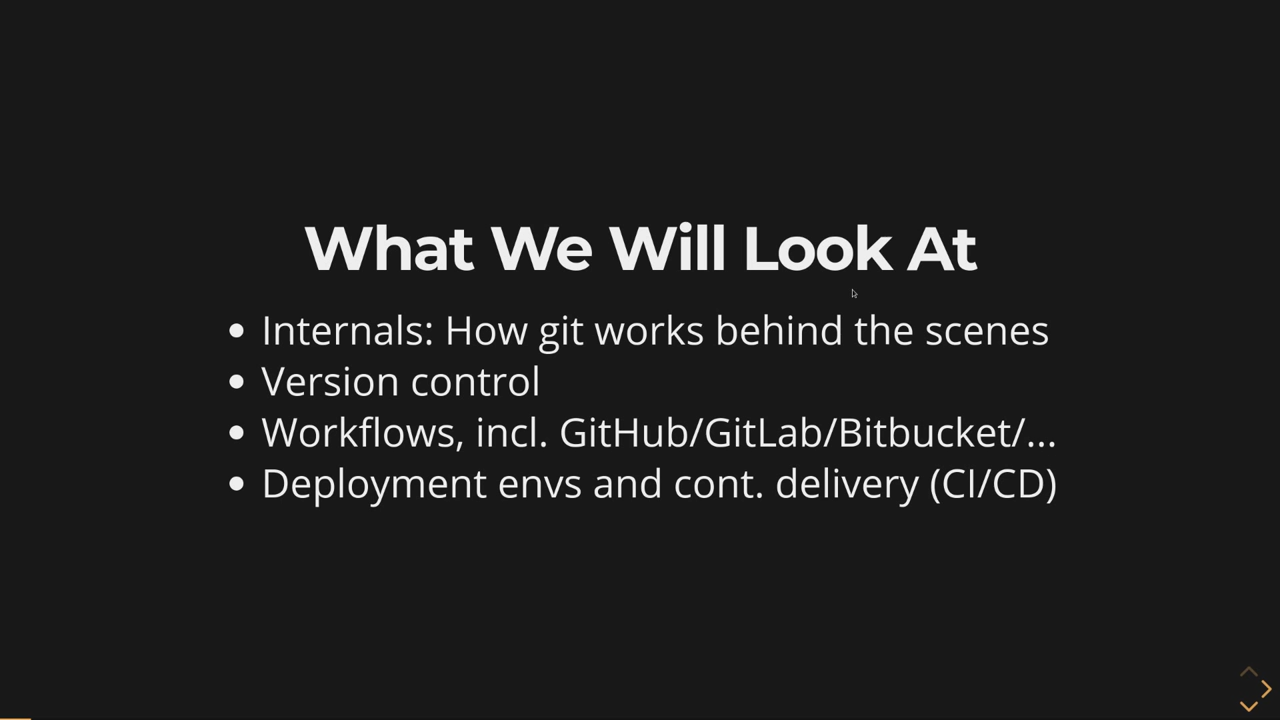 What We Will Look At
• Internals: How git works behind the scenes
• Version control
• Workflows, incl. GitHub/GitLab/Bitbucket/...
• Deployment envs and cont. delivery (CI/CD)